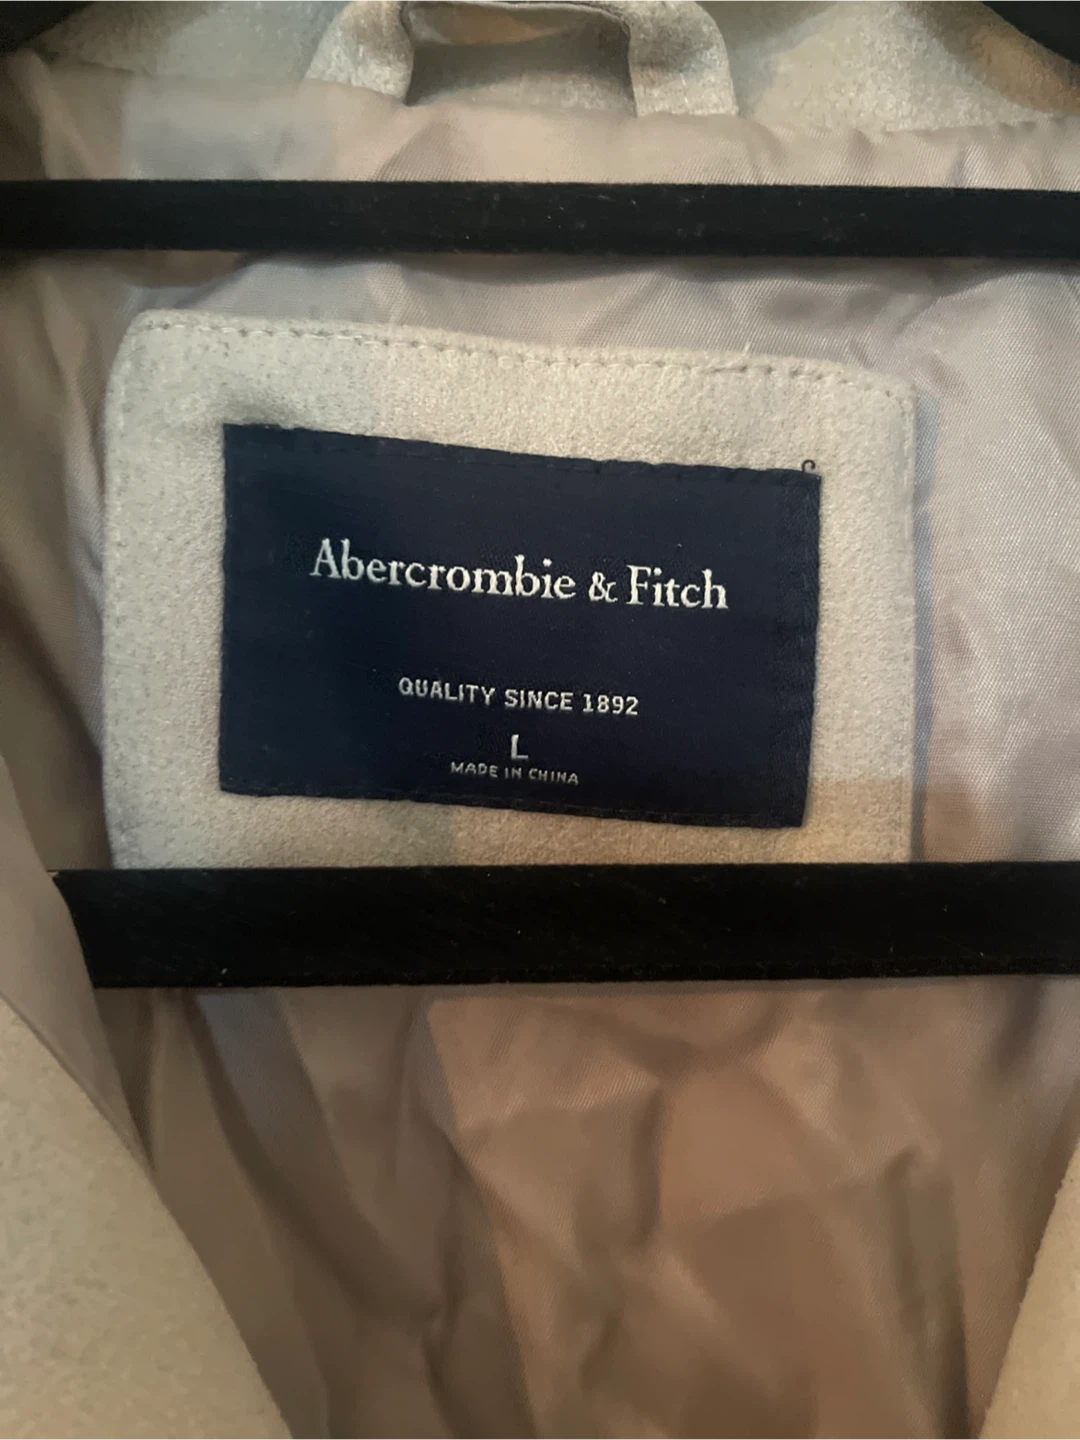 Abercrombie & Fitch
QUALITY SINCE 1892
L
MADE IN CHINA